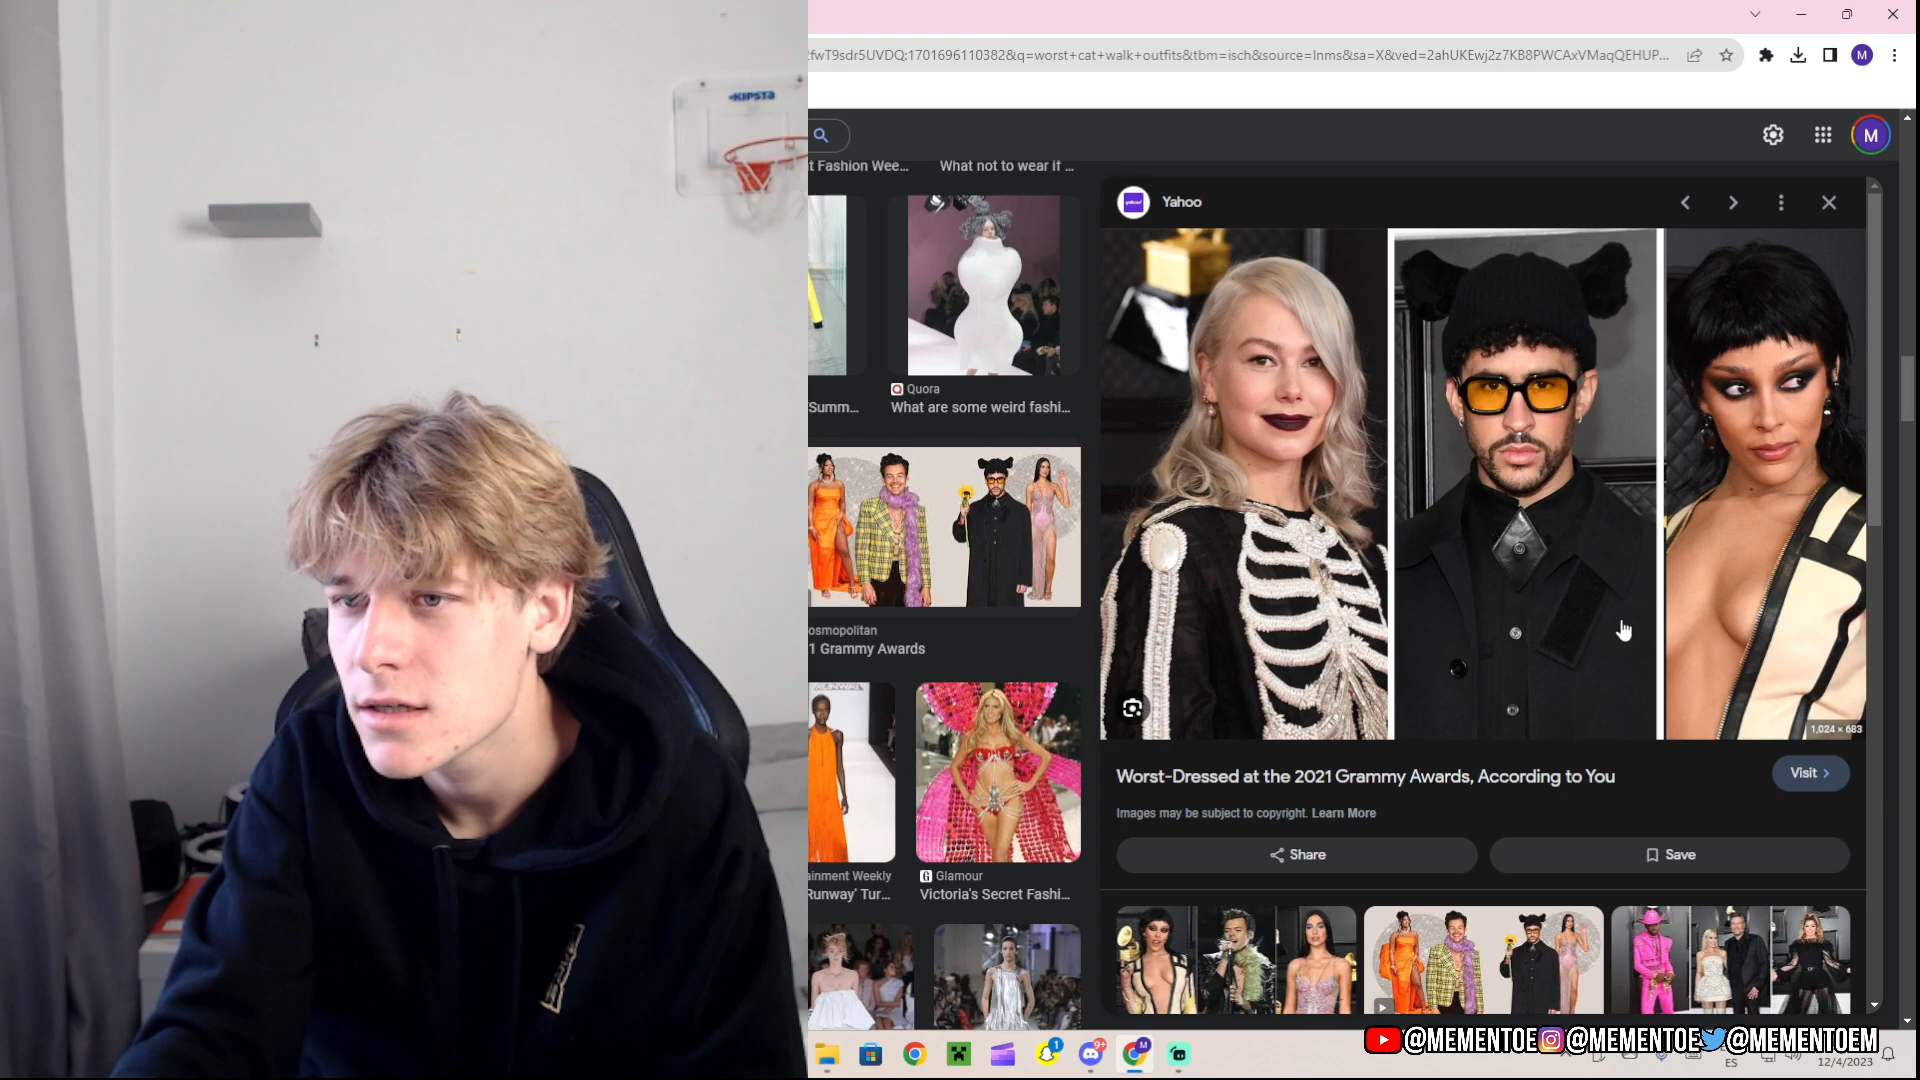 KIPSTA
fwT9sdr5UVDQ:1701696110382&q=worst+cat+walk+outfits&tbm=isch&source=lnms&sa=X&ved=2ahUKEwj2z7KB8PWCAxVMaqQEHUP...
M
M
t Fashion Wee...
What not to wear if ...
yahoo!
Yahoo
Quora
'Summ...
What are some weird fashi...
osmopolitan
1 Grammy Awards
1,024 × 683
Worst-Dressed at the 2021 Grammy Awards, According to You
Visit
Images may be subject to copyright. Learn More
Share
Save
ainment Weekly
Runway' Tur...
G Glamour
Victoria's Secret Fashi...
@MEMENTOE
@MEMENTOE
@MEMENTOEM
1
9+
M
ES
12/4/2023